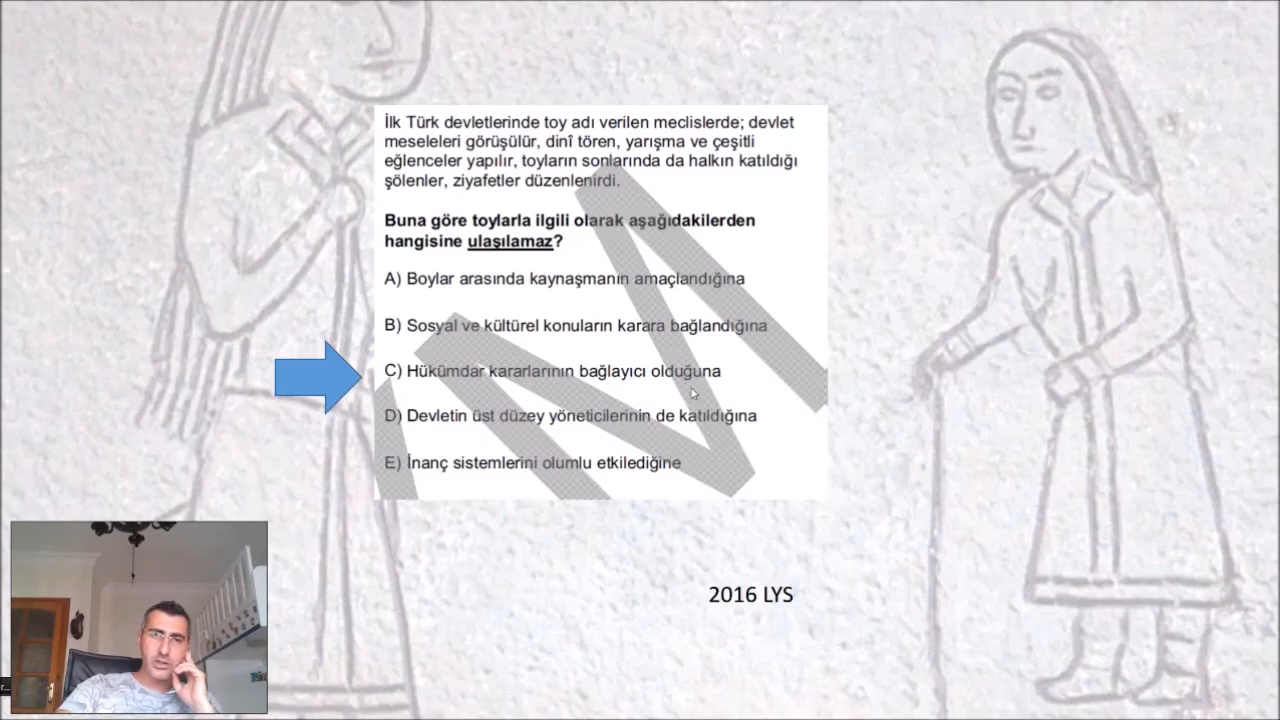 İlk Türk devletlerinde toy adı verilen meclislerde; devlet
meseleleri görüşülür, dinî tören, yarışma ve çeşitli
eğlenceler yapılır, toyların sonlarında da halkın katıldığı
şölenler, ziyafetler düzenlenirdi.
Buna göre toylarla ilgili olarak aşağıdakilerden
hangisine ulaşılamaz?
A) Boylar arasında kaynaşmanın amaçlandığına
B) Sosyal ve kültürel konuların karara bağlandığına
C) Hükümdar kararlarının bağlayıcı olduğuna
D) Devletin üst düzey yöneticilerinin de katıldığına
E) İnanç sistemlerini olumlu etkilediğine
2016 LYS